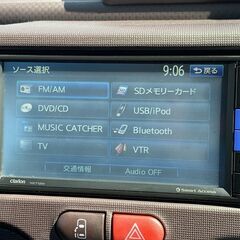 ソース選択
9:06
戻る
FM/AM
SDメモリーカード
DVD/CD
USB/iPod
MUSIC CATCHER
Bluetooth
TV
VTR
交通情報
Audio OFF
clarion
Smart Access